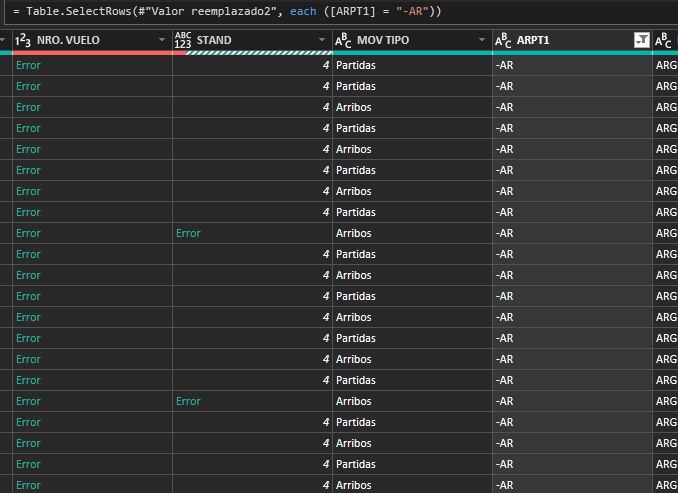 = Table.SelectRows(#"Valor reemplazado2", each ([ARPT1] = "-AR"))
123 NRO. VUELO ABC 123 STAND ABC MOV TIPO ABC ARPT1 ABC
Error 4 Partidas -AR ARG
Error 4 Partidas -AR ARG
Error 4 Arribos -AR ARG
Error 4 Partidas -AR ARG
Error 4 Arribos -AR ARG
Error 4 Partidas -AR ARG
Error 4 Arribos -AR ARG
Error 4 Partidas -AR ARG
Error Error Arribos -AR ARG
Error 4 Partidas -AR ARG
Error 4 Arribos -AR ARG
Error 4 Partidas -AR ARG
Error 4 Arribos -AR ARG
Error 4 Partidas -AR ARG
Error 4 Arribos -AR ARG
Error 4 Partidas -AR ARG
Error Error Arribos -AR ARG
Error 4 Partidas -AR ARG
Error 4 Arribos -AR ARG
Error 4 Partidas -AR ARG
Error 4 Arribos -AR ARG